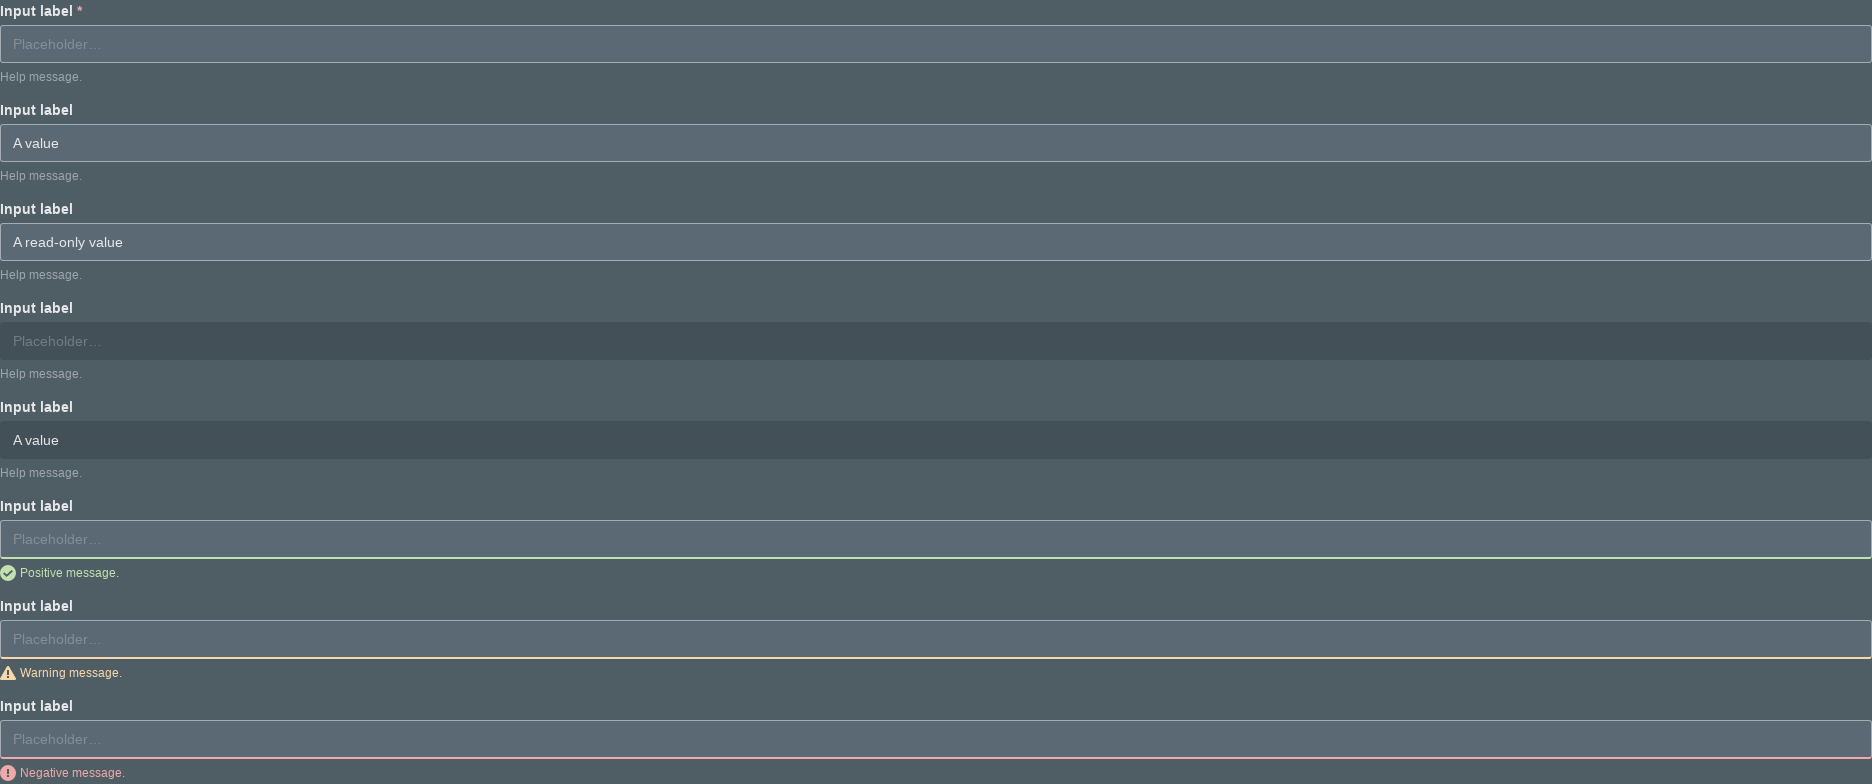 Input label *
Placeholder…
Help message.
Input label
A value
Help message.
Input label
A read-only value
Help message.
Input label
Placeholder…
Help message.
Input label
A value
Help message.
Input label
Placeholder…
Positive message.
Input label
Placeholder…
Warning message.
Input label
Placeholder…
Negative message.